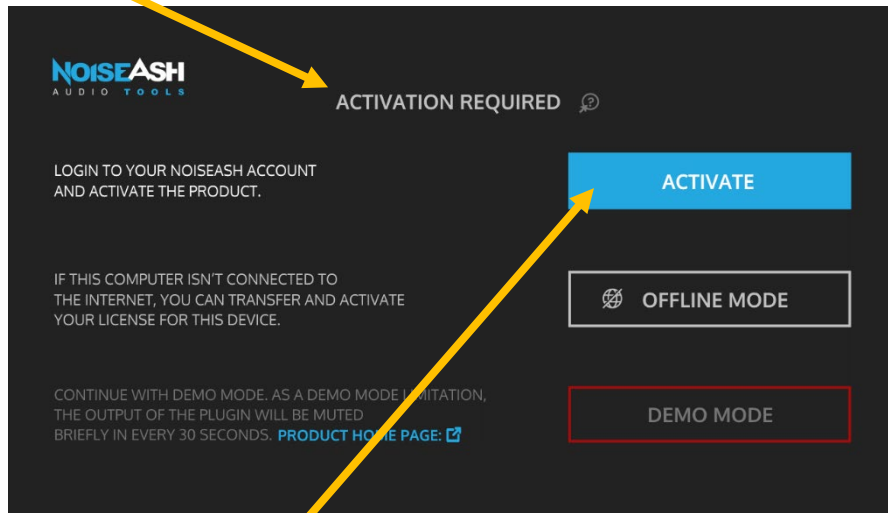 NOISEASH
AUDIO TOOLS
ACTIVATION REQUIRED
LOGIN TO YOUR NOISEASH ACCOUNT
AND ACTIVATE THE PRODUCT.
ACTIVATE
IF THIS COMPUTER ISN'T CONNECTED TO
THE INTERNET, YOU CAN TRANSFER AND ACTIVATE
YOUR LICENSE FOR THIS DEVICE.
OFFLINE MODE
CONTINUE WITH DEMO MODE. AS A DEMO MODE LIMITATION,
THE OUTPUT OF THE PLUGIN WILL BE MUTED
BRIEFLY IN EVERY 30 SECONDS. PRODUCT HOME PAGE:
DEMO MODE